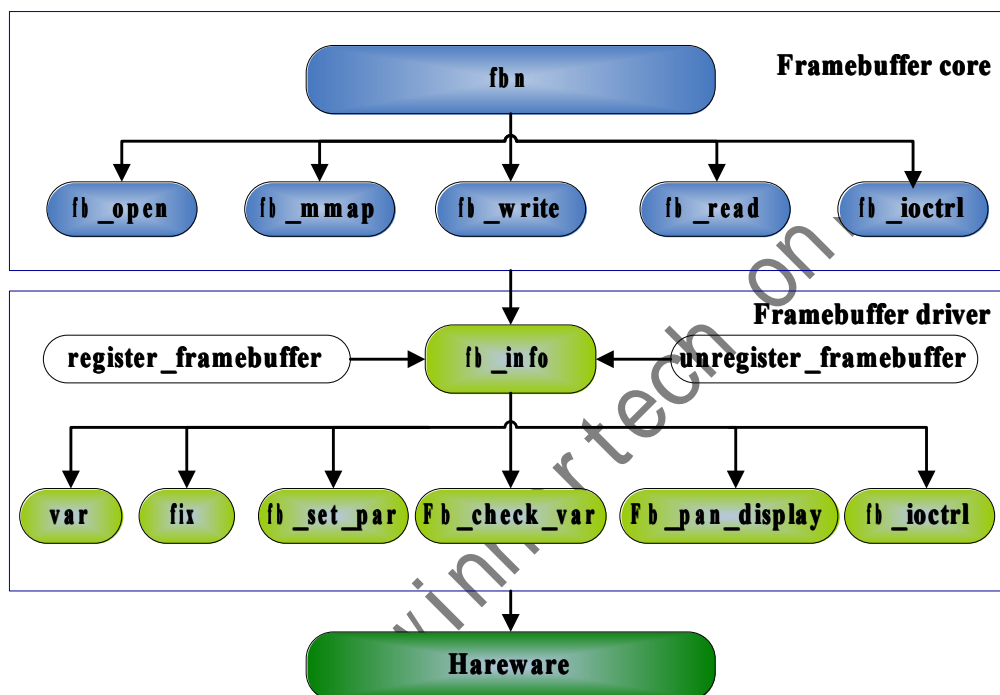 Framebuffer core
fbn
fb_open
fb_mmap
fb_write
fb_read
fb_ioctrl
Framebuffer driver
register_framebuffer
fb_info
unregister_framebuffer
var
fix
fb_set_par
Fb_check_var
Fb_pan_display
fb_ioctrl
Hareware